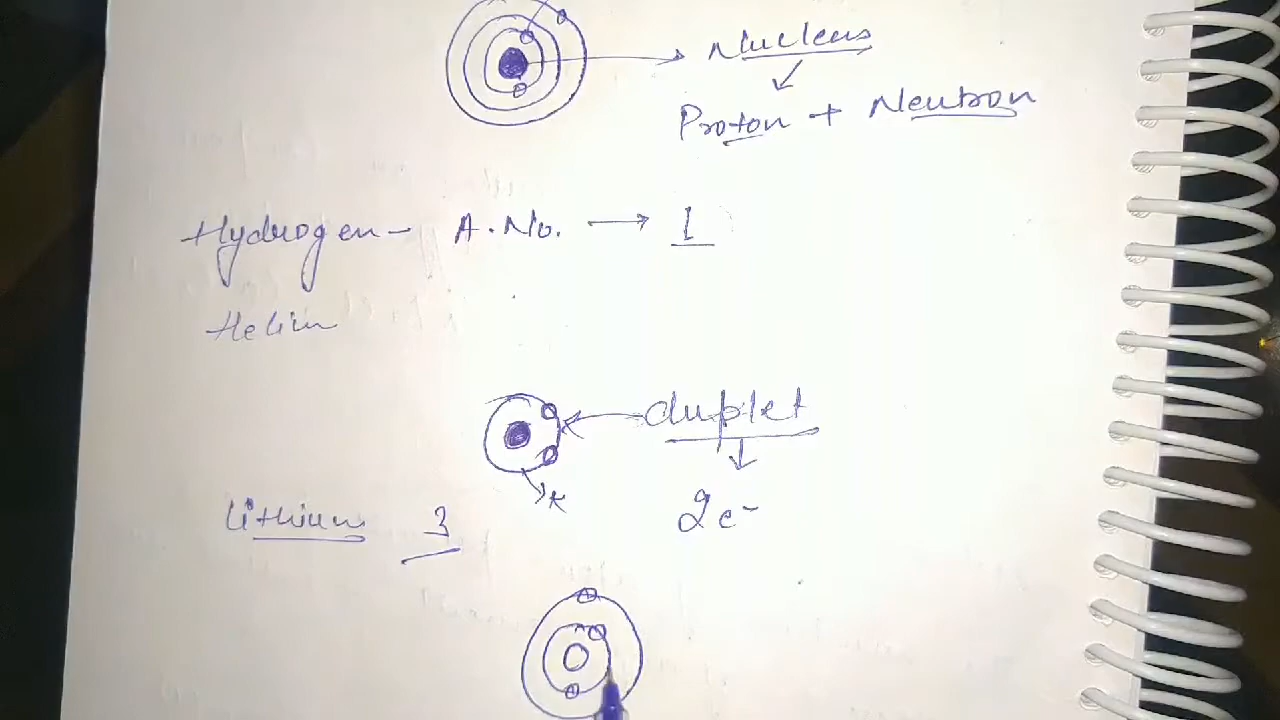 Nucleus
Proton + Neutron
Hydrogen - A.No. → 1
Helium
duplet
K
2e-
Lithium 3